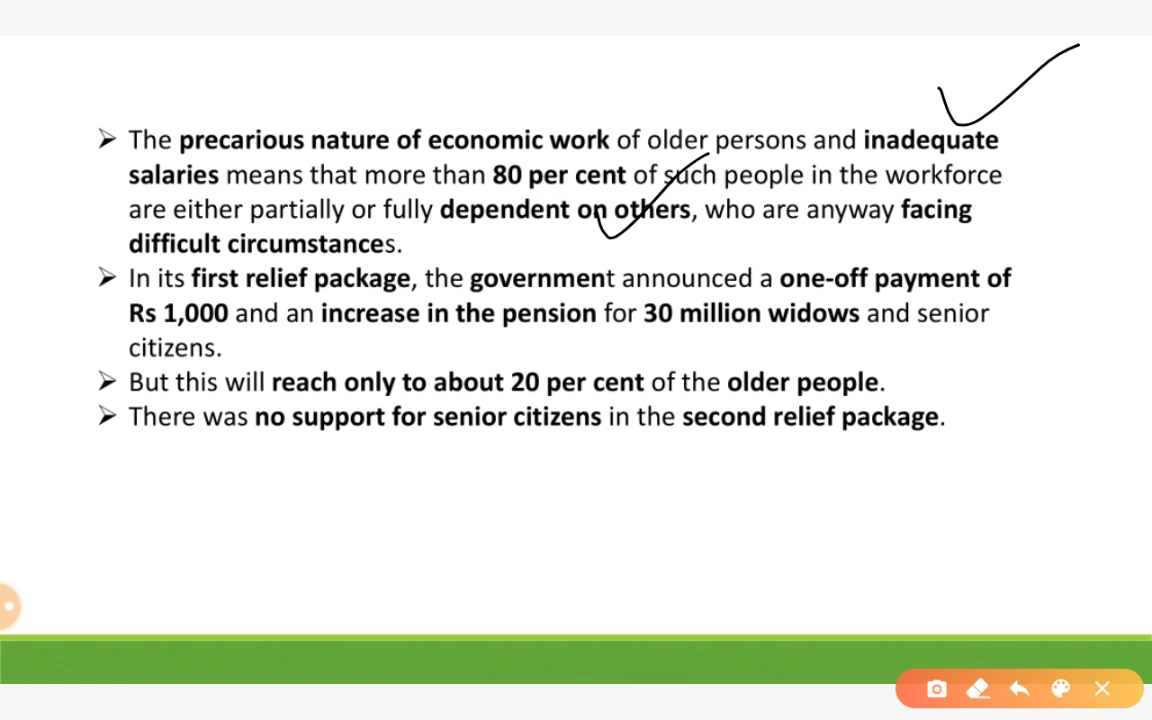 ➢ The precarious nature of economic work of older persons and inadequate
salaries means that more than 80 per cent of such people in the workforce
are either partially or fully dependent on others, who are anyway facing
difficult circumstances.
➢ In its first relief package, the government announced a one-off payment of
Rs 1,000 and an increase in the pension for 30 million widows and senior
citizens.
➢ But this will reach only to about 20 per cent of the older people.
➢ There was no support for senior citizens in the second relief package.